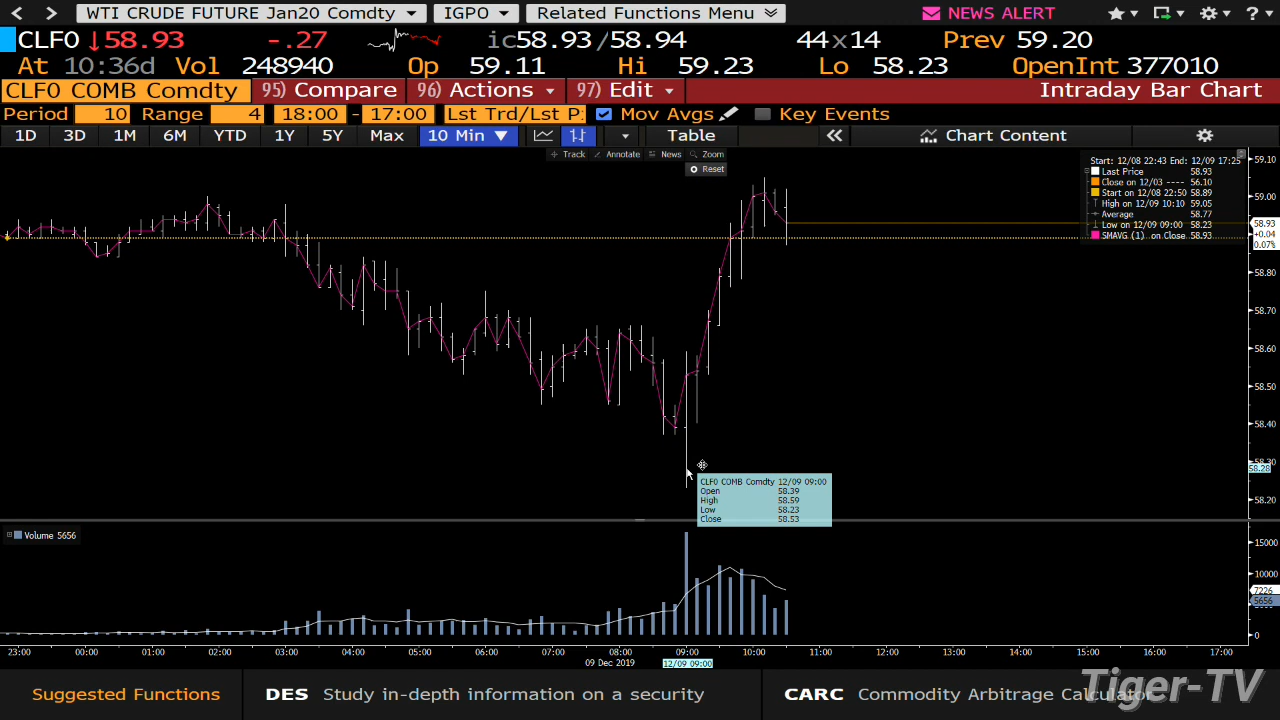 WTI CRUDE FUTURE Jan20 Comdty IGPO Related Functions Menu NEWS ALERT ?
CLF0 ↓58.93 -.27 ic58.93/58.94 44x14 Prev 59.20
At 10:36d Vol 248940 Op 59.11 Hi 59.23 Lo 58.23 OpenInt 377010
CLF0 COMB Comdty 95) Compare 96) Actions 97) Edit Intraday Bar Chart
Period 10 Range 4 18:00 - 17:00 Lst Trd/Lst P Mov Avgs Key Events
1D 3D 1M 6M YTD 1Y 5Y Max 10 Min Table Chart Content
Track Annotate News Zoom
Reset
Start: 12/08 22:43 End: 12/09 17:25
Last Price 58.93
Close on 12/03 ---- 56.10
Start on 12/08 22:50 58.89
High on 12/09 10:10 59.05
Average 58.77
Low on 12/09 09:00 58.23
SMAVG (1) on Close 58.93
59.10
59.00
58.93
+0.04
0.07%
58.80
58.70
58.60
58.50
58.40
58.30
58.28
58.20
CLF0 COMB Comdty 12/09 09:00
Open 58.39
High 58.59
Low 58.23
Close 58.53
Volume 5656
15000
10000
7226
5656
0
23:00 00:00 01:00 02:00 03:00 04:00 05:00 06:00 07:00 08:00 09:00 10:00 11:00 12:00 13:00 14:00 15:00 16:00 17:00
09 Dec 2019 12/09 09:00
Suggested Functions DES Study in-depth information on a security CARC Commodity Arbitrage Calculator
Tiger-TV